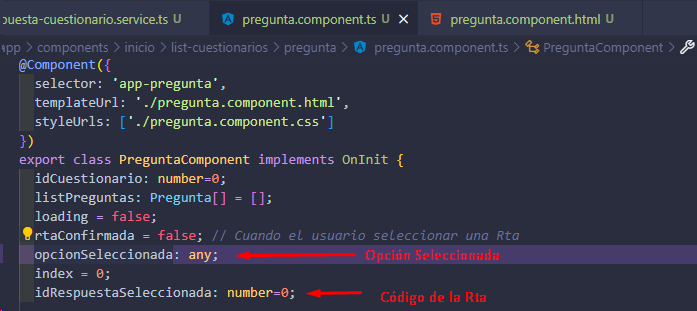 puesta-cuestionario.service.ts U pregunta.component.ts U × pregunta.component.html U
app > components > inicio > list-cuestionarios > pregunta > pregunta.component.ts > PreguntaComponent >
@Component({
selector: 'app-pregunta',
templateUrl: './pregunta.component.html',
styleUrls: ['./pregunta.component.css']
})
export class PreguntaComponent implements OnInit {
idCuestionario: number=0;
listPreguntas: Pregunta[] = [];
loading = false;
rtaConfirmada = false; // Cuando el usuario seleccionar una Rta
opcionSeleccionada: any; Opción Seleccionada
index = 0;
idRespuestaSeleccionada: number=0; Código de la Rta